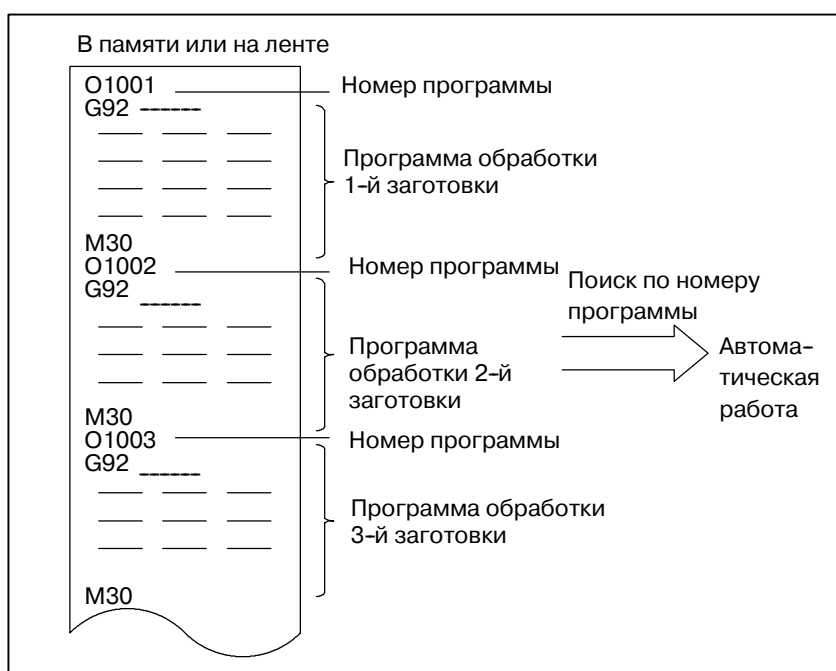 В памяти или на ленте
O1001
Номер программы
G92
Программа обработки
1-й заготовки
M30
O1002
Номер программы
G92
Программа
обработки 2-й
заготовки
Поиск по номеру
программы
Автома-
тическая
работа
M30
O1003
Номер программы
G92
Программа обработки
3-й заготовки
M30